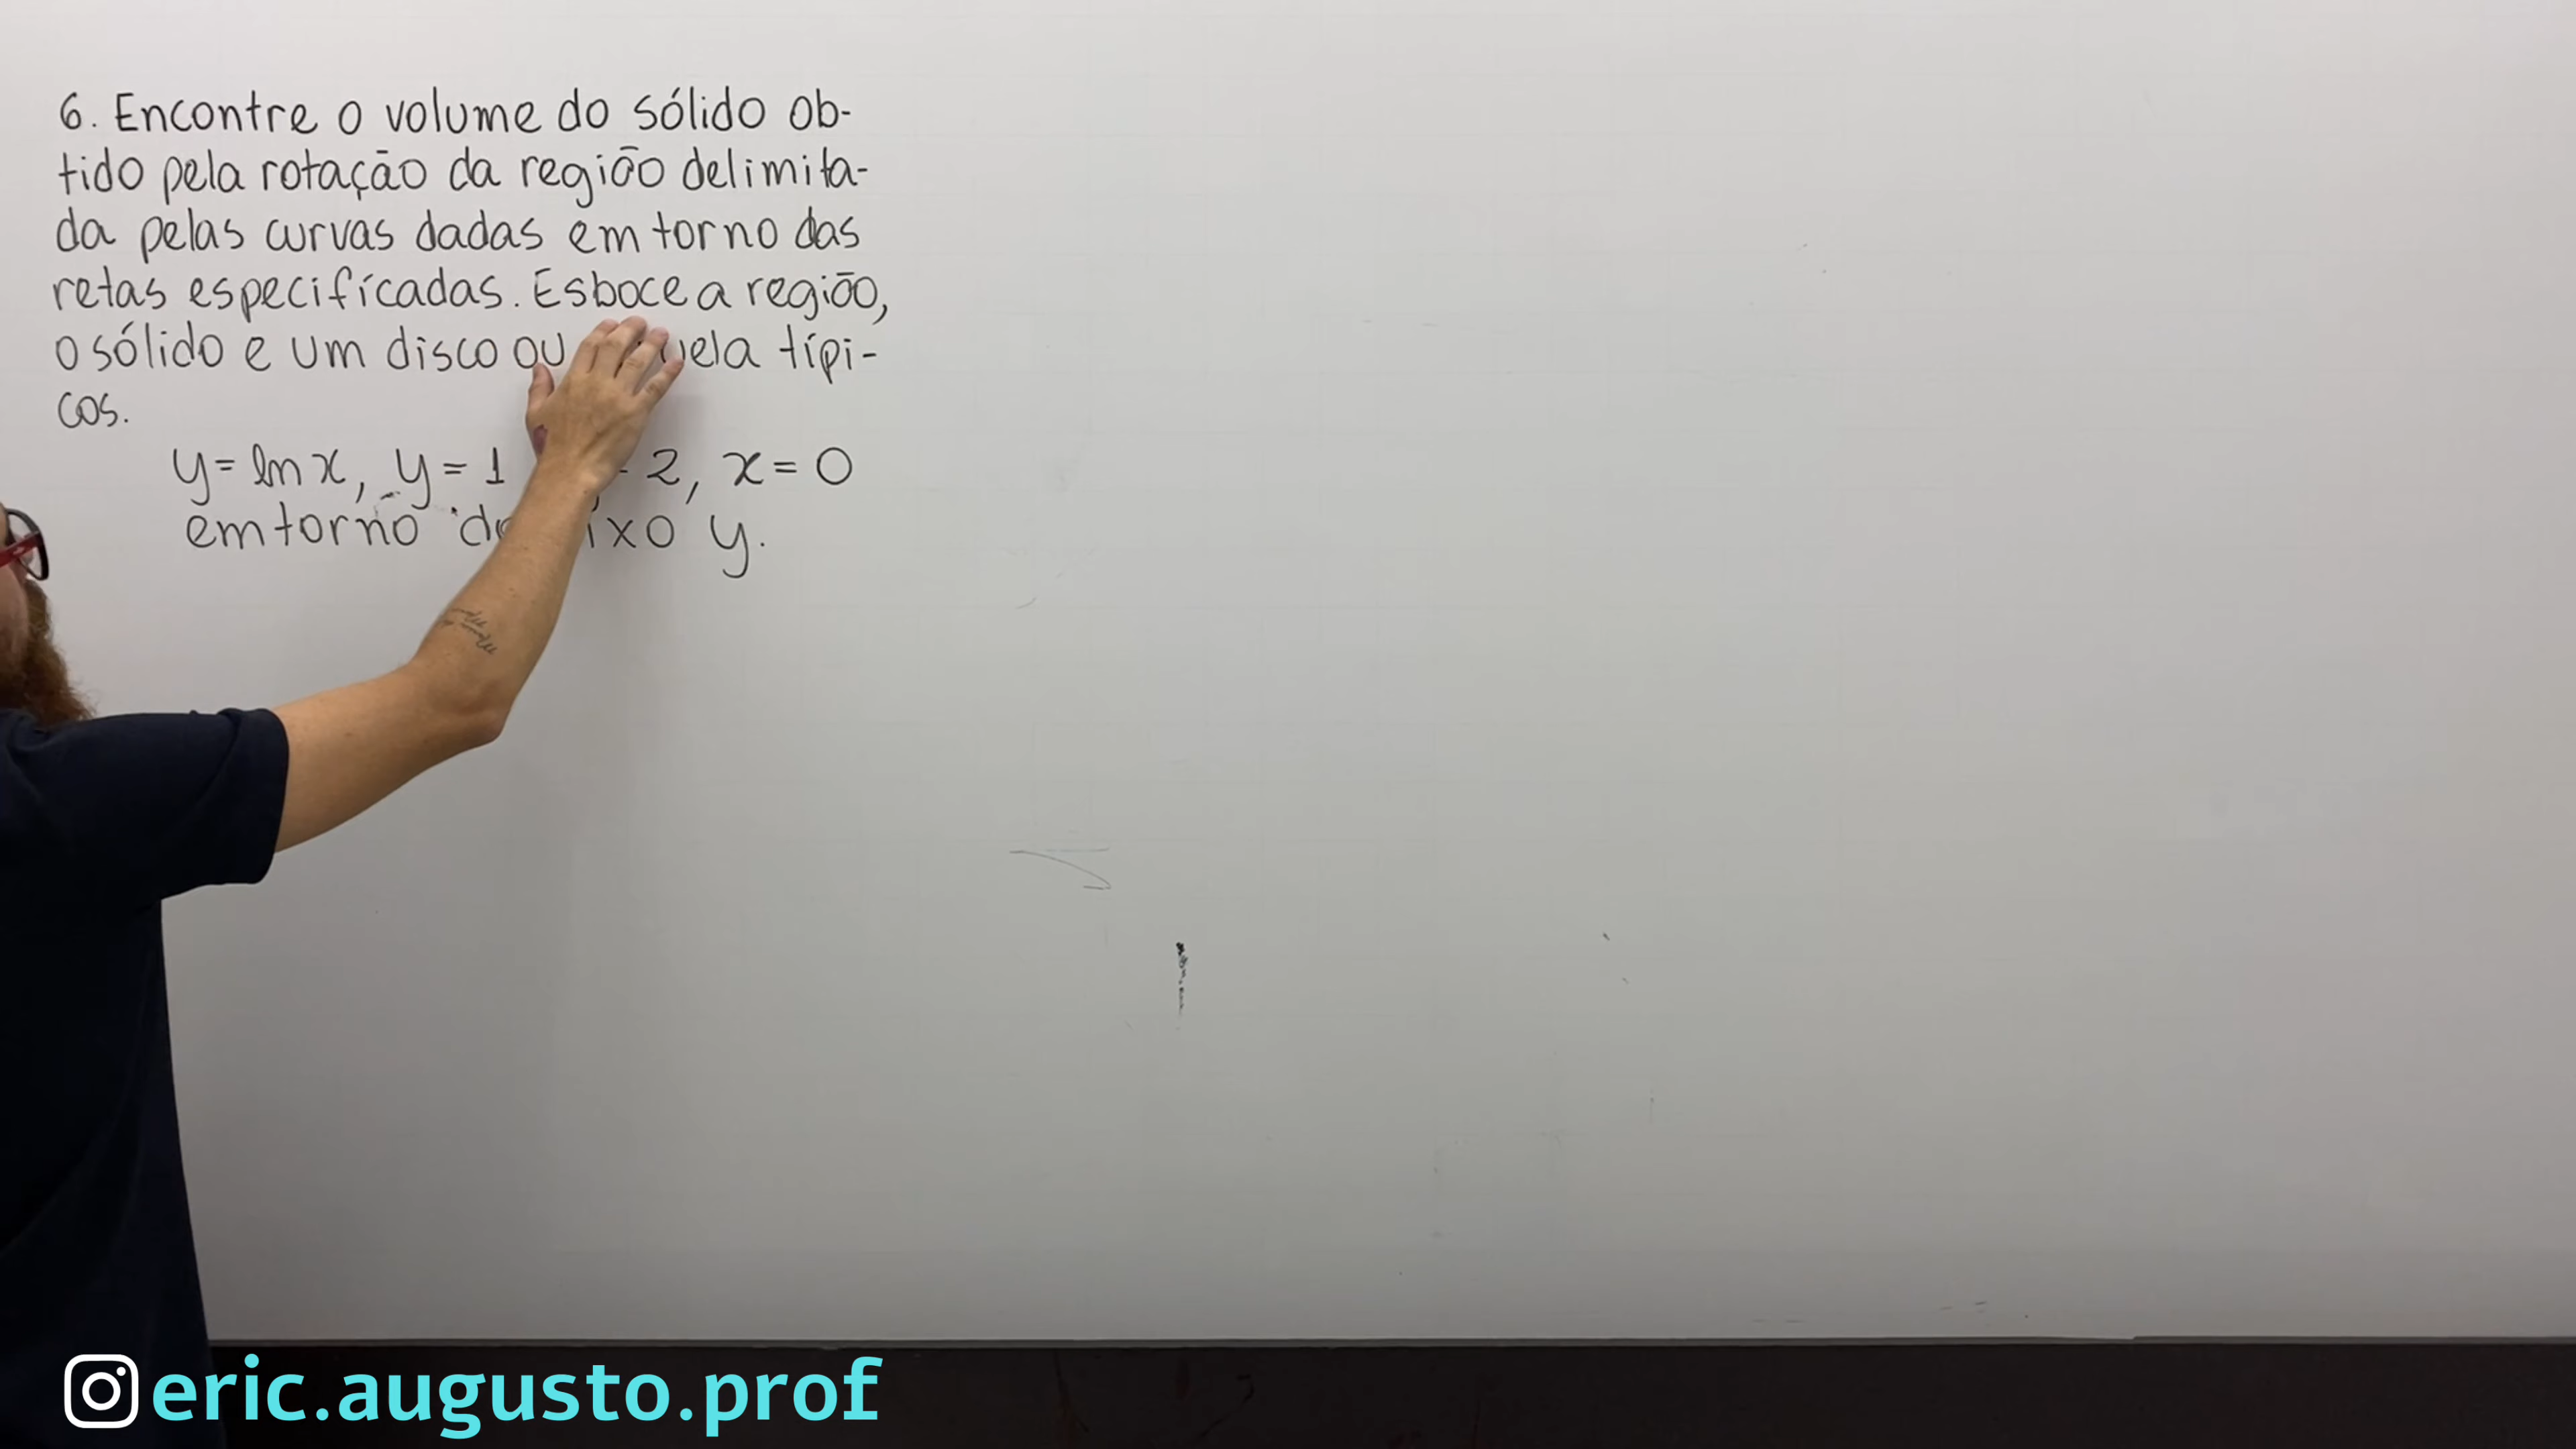 6. Encontre o volume do sólido ob-
tido pela rotação da região delimita-
da pelas curvas dadas em torno das
retas especificadas. Esboce a região,
o sólido e um disco ou típi-
cos.
y = ln x, y = 1 2, x = 0
em torno y.
eric.augusto.prof